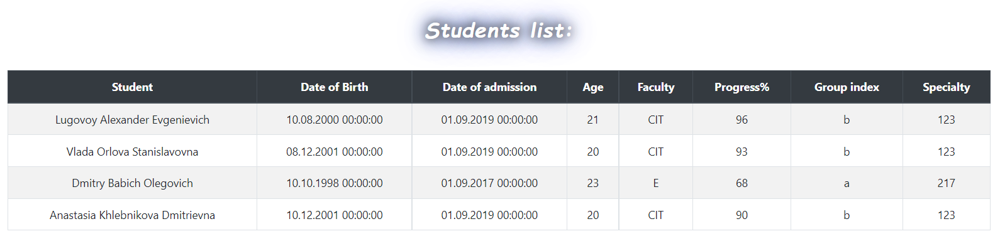 Students list:
Student Date of Birth Date of admission Age Faculty Progress% Group index Specialty
Lugovoy Alexander Evgenievich 10.08.2000 00:00:00 01.09.2019 00:00:00 21 CIT 96 b 123
Vlada Orlova Stanislavovna 08.12.2001 00:00:00 01.09.2019 00:00:00 20 CIT 93 b 123
Dmitry Babich Olegovich 10.10.1998 00:00:00 01.09.2017 00:00:00 23 E 68 a 217
Anastasia Khlebnikova Dmitrievna 10.12.2001 00:00:00 01.09.2019 00:00:00 20 CIT 90 b 123